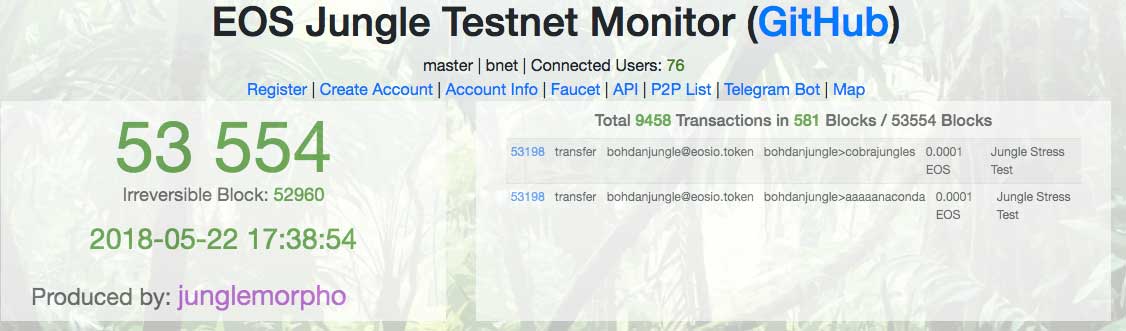 EOS Jungle Testnet Monitor (GitHub)
master | bnet | Connected Users: 76
Register | Create Account | Account Info | Faucet | API | P2P List | Telegram Bot | Map
53 554
Irreversible Block: 52960
2018-05-22 17:38:54
Produced by: junglemorpho
Total 9458 Transactions in 581 Blocks / 53554 Blocks
53198 transfer bohdanjungle@eosio.token bohdanjungle>cobrajungles 0.0001 Jungle Stress
EOS Test
53198 transfer bohdanjungle@eosio.token bohdanjungle>aaaaanaconda 0.0001 Jungle Stress
EOS Test